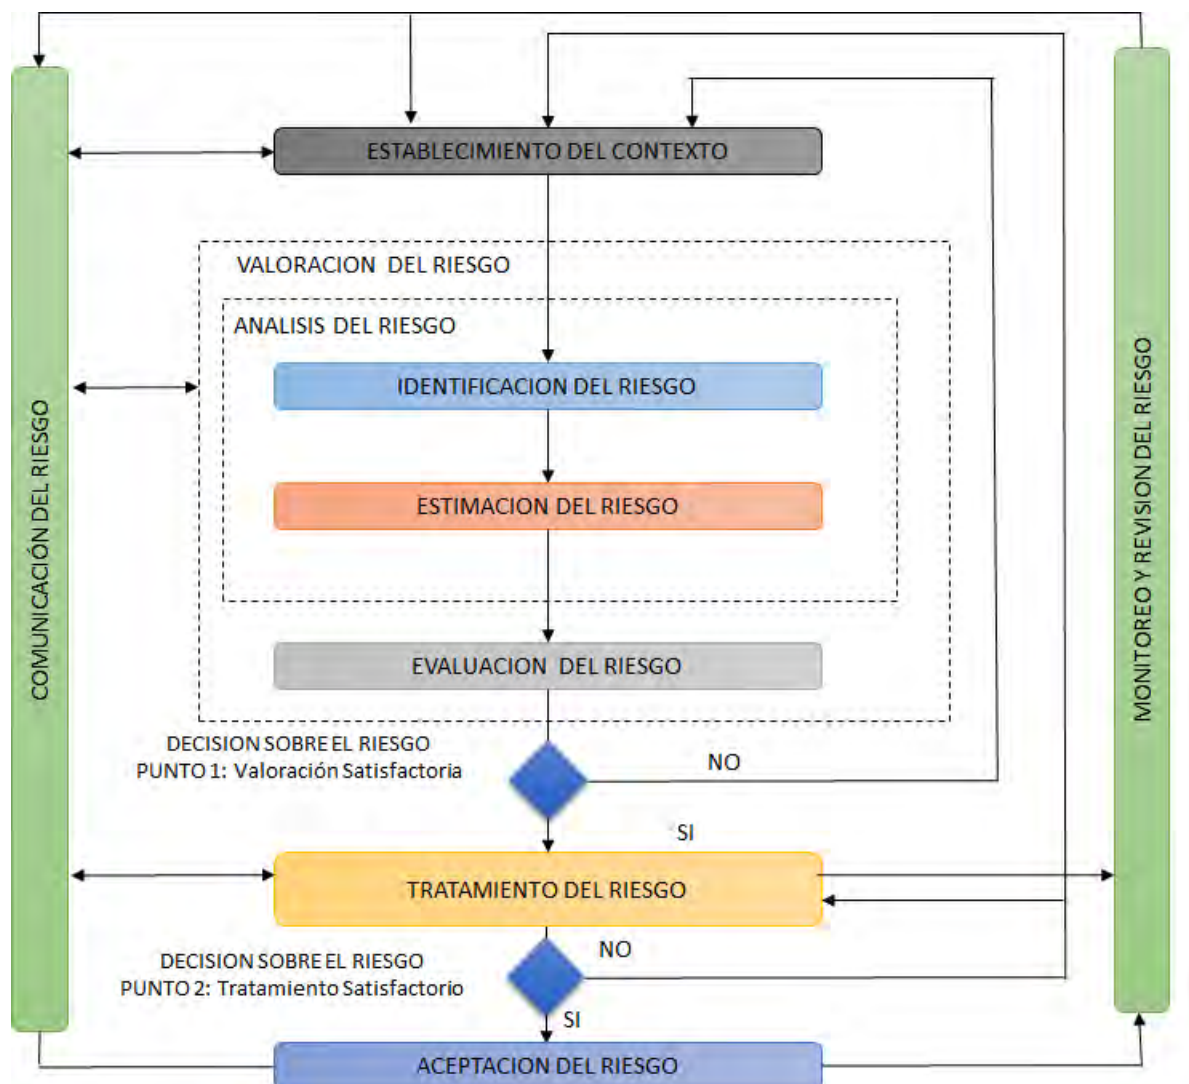 ESTABLECIMIENTO DEL CONTEXTO
VALORACION DEL RIESGO
ANALISIS DEL RIESGO
IDENTIFICACION DEL RIESGO
ESTIMACION DEL RIESGO
EVALUACION DEL RIESGO
DECISION SOBRE EL RIESGO
PUNTO 1: Valoración Satisfactoria
NO
SI
TRATAMIENTO DEL RIESGO
DECISION SOBRE EL RIESGO
PUNTO 2: Tratamiento Satisfactorio
NO
SI
ACEPTACION DEL RIESGO
COMUNICACIÓN DEL RIESGO
MONITOREO Y REVISION DEL RIESGO